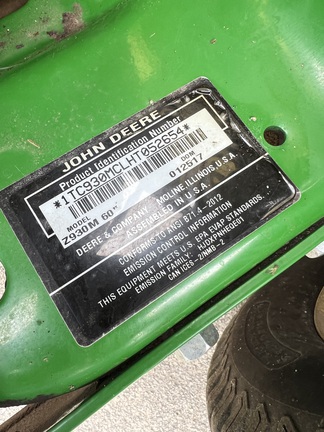 JOHN DEERE
Product Identification Number
*1TC930MCLHT052654*
MODEL DOM
Z930M 60" 012517
DEERE & COMPANY MOLINE ILLINOIS U.S.A.
ASSEMBLED IN U.S.A.
CONFORMS TO ANSI B71.4-2012
EMISSION CONTROL INFORMATION
THIS EQUIPMENT MEETS U.S. EPA EVAP STANDARDS.
EMISSION FAMILY: HJDXPNHEQG1
CAN ICES-2/NMB-2